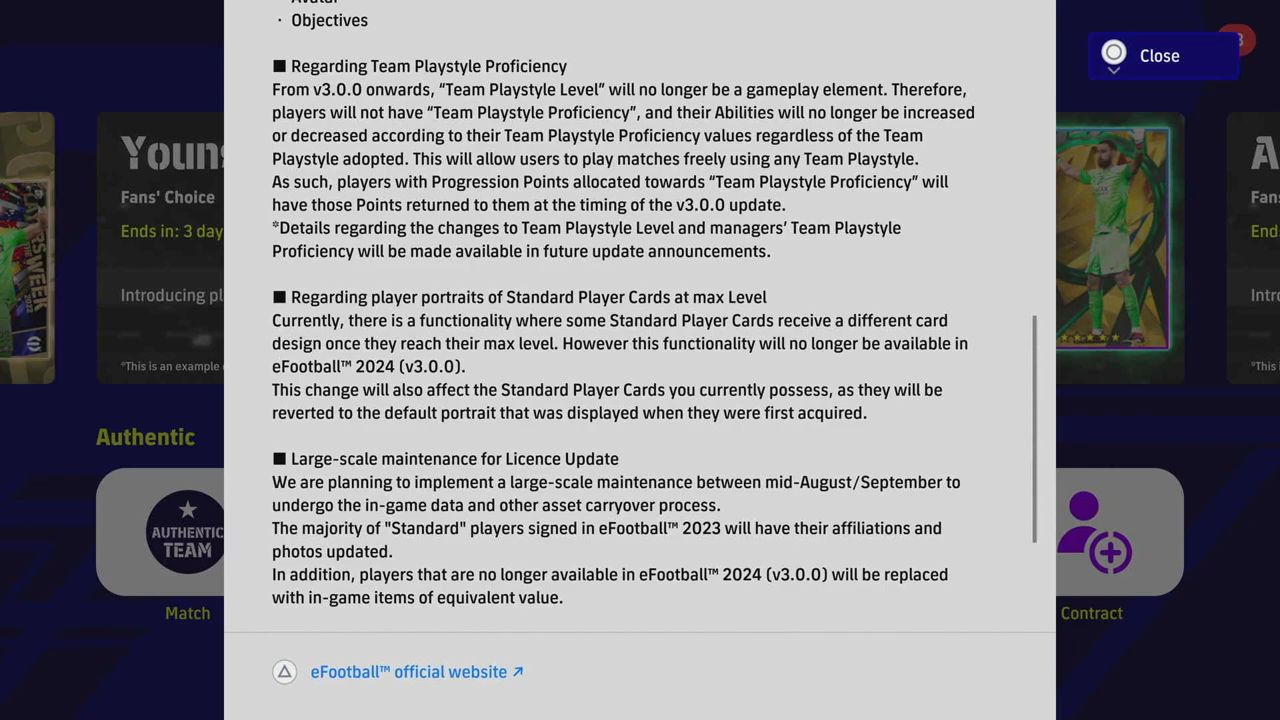 Avatar
· Objectives
■ Regarding Team Playstyle Proficiency
From v3.0.0 onwards, “Team Playstyle Level” will no longer be a gameplay element. Therefore,
players will not have “Team Playstyle Proficiency”, and their Abilities will no longer be increased
or decreased according to their Team Playstyle Proficiency values regardless of the Team
Playstyle adopted. This will allow users to play matches freely using any Team Playstyle.
As such, players with Progression Points allocated towards “Team Playstyle Proficiency” will
have those Points returned to them at the timing of the v3.0.0 update.
*Details regarding the changes to Team Playstyle Level and managers’ Team Playstyle
Proficiency will be made available in future update announcements.
■ Regarding player portraits of Standard Player Cards at max Level
Currently, there is a functionality where some Standard Player Cards receive a different card
design once they reach their max level. However this functionality will no longer be available in
eFootball™ 2024 (v3.0.0).
This change will also affect the Standard Player Cards you currently possess, as they will be
reverted to the default portrait that was displayed when they were first acquired.
■ Large-scale maintenance for Licence Update
We are planning to implement a large-scale maintenance between mid-August/September to
undergo the in-game data and other asset carryover process.
The majority of "Standard" players signed in eFootball™ 2023 will have their affiliations and
photos updated.
In addition, players that are no longer available in eFootball™ 2024 (v3.0.0) will be replaced
with in-game items of equivalent value.
eFootball™ official website ↗
Close
Youn
Fans' Choice
Ends in: 3 day
Introducing pl
*This is an example
Authentic
AUTHENTIC
TEAM
Match
A
Fan
End
Intr
*This i
Contract